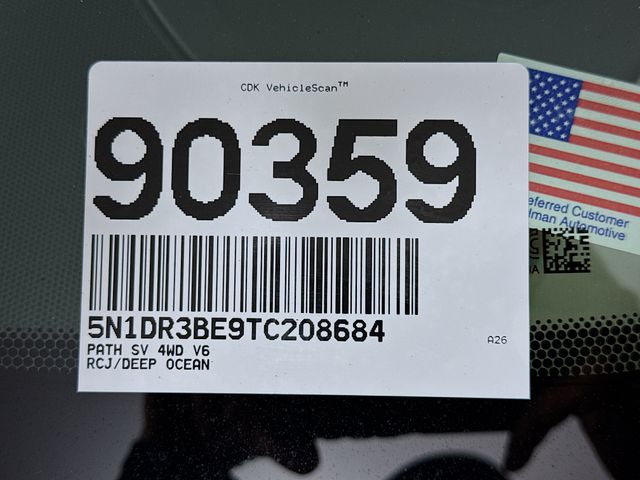 CDK VehicleScan™
90359
5N1DR3BE9TC208684
PATH SV 4WD V6
RCJ/DEEP OCEAN
A26
eferred Customer
man Automotive